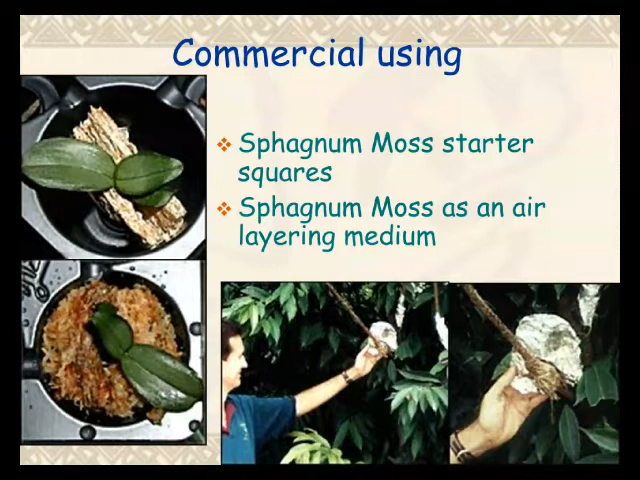 Commercial using
Sphagnum Moss starter
squares
Sphagnum Moss as an air
layering medium